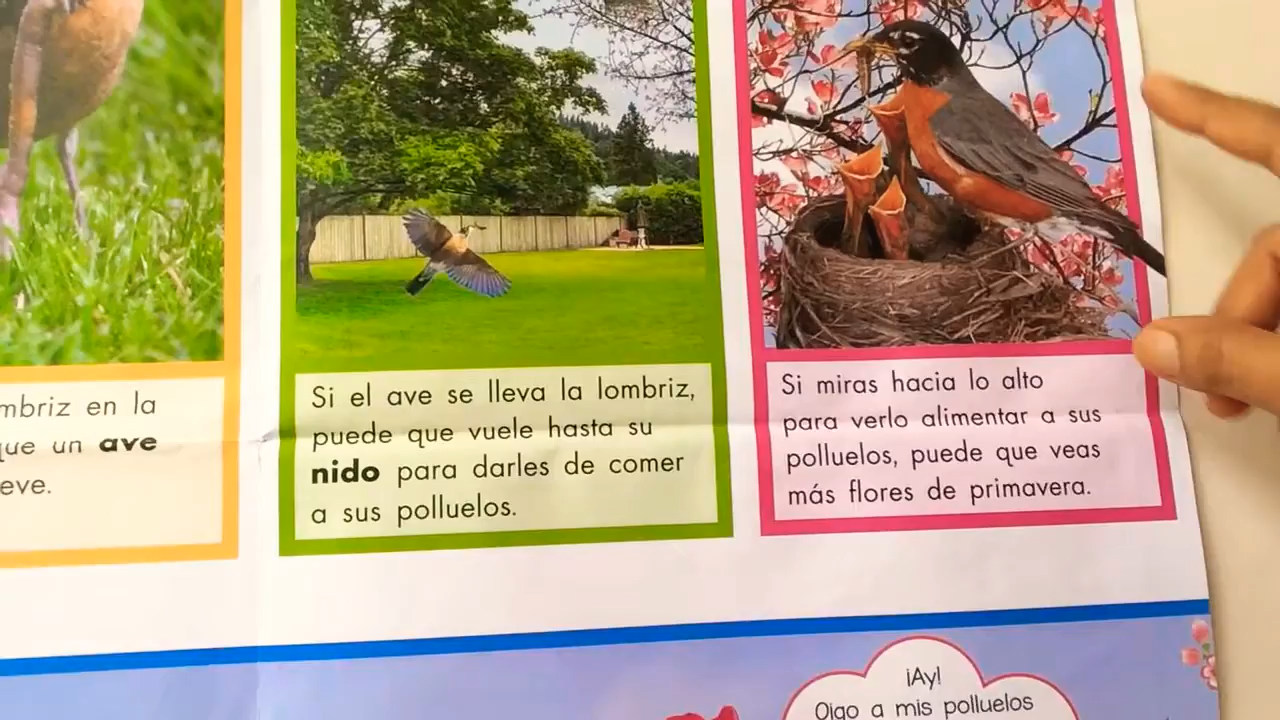 mbriz en la
que un ave
eve.
Si el ave se lleva la lombriz,
puede que vuele hasta su
nido para darles de comer
a sus polluelos.
Si miras hacia lo alto
para verlo alimentar a sus
polluelos, puede que veas
más flores de primavera.
¡Ay!
Oigo a mis polluelos